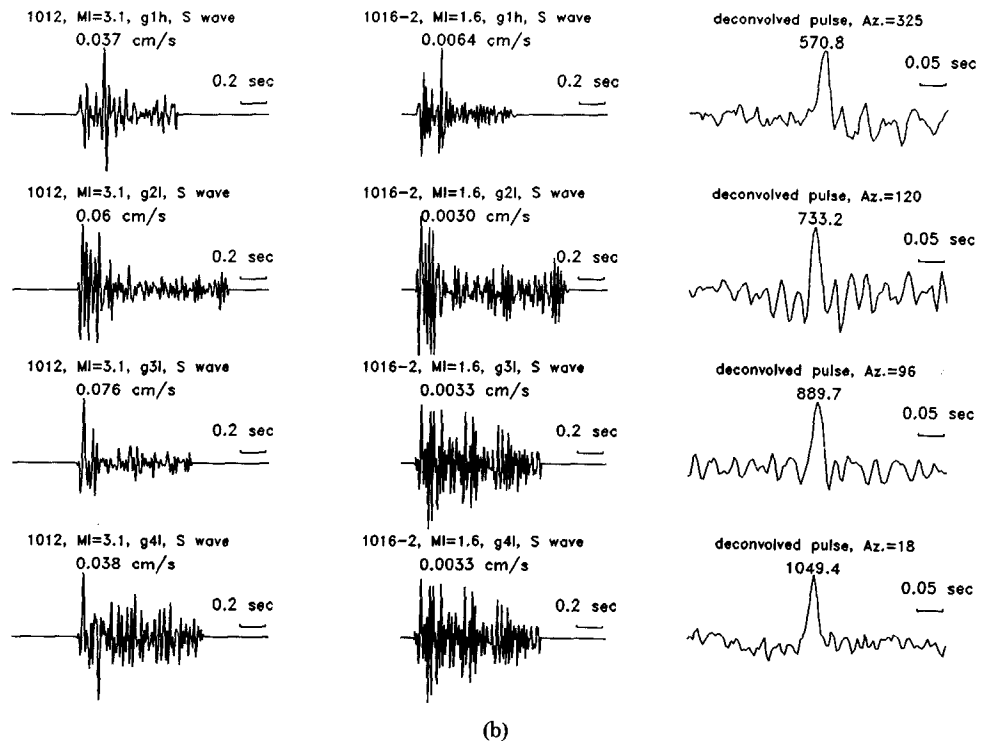 1012, Ml=3.1, g1h, S wave
0.037 cm/s
0.2 sec
1016-2, Ml=1.6, g1h, S wave
0.0064 cm/s
0.2 sec
deconvolved pulse, Az.=325
570.8
0.05 sec
1012, Ml=3.1, g2l, S wave
0.06 cm/s
0.2 sec
1016-2, Ml=1.6, g2l, S wave
0.0030 cm/s
0.2 sec
deconvolved pulse, Az.=120
733.2
0.05 sec
1012, Ml=3.1, g3l, S wave
0.076 cm/s
0.2 sec
1016-2, Ml=1.6, g3l, S wave
0.0033 cm/s
0.2 sec
deconvolved pulse, Az.=96
889.7
0.05 sec
1012, Ml=3.1, g4l, S wave
0.038 cm/s
0.2 sec
1016-2, Ml=1.6, g4l, S wave
0.0033 cm/s
0.2 sec
deconvolved pulse, Az.=18
1049.4
0.05 sec
(b)